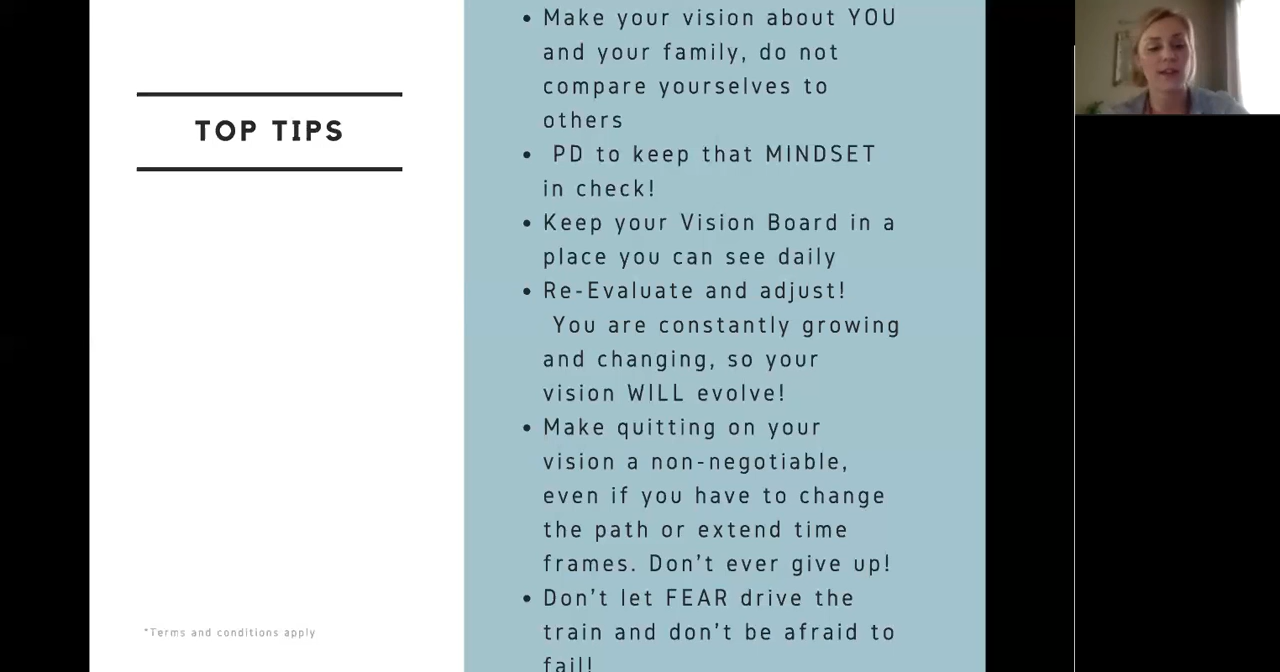 TOP TIPS
*Terms and conditions apply
• Make your vision about YOU
and your family, do not
compare yourselves to
others
• PD to keep that MINDSET
in check!
• Keep your Vision Board in a
place you can see daily
• Re-Evaluate and adjust!
You are constantly growing
and changing, so your
vision WILL evolve!
• Make quitting on your
vision a non-negotiable,
even if you have to change
the path or extend time
frames. Don’t ever give up!
• Don’t let FEAR drive the
train and don’t be afraid to
fail!